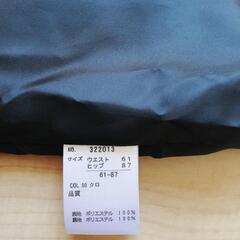 NO. 322013
サイズ ウエスト 61
ヒップ 87
61-87
COL 98 クロ
品質
表地 ポリエステル 100%
裏地 ポリエステル 100%